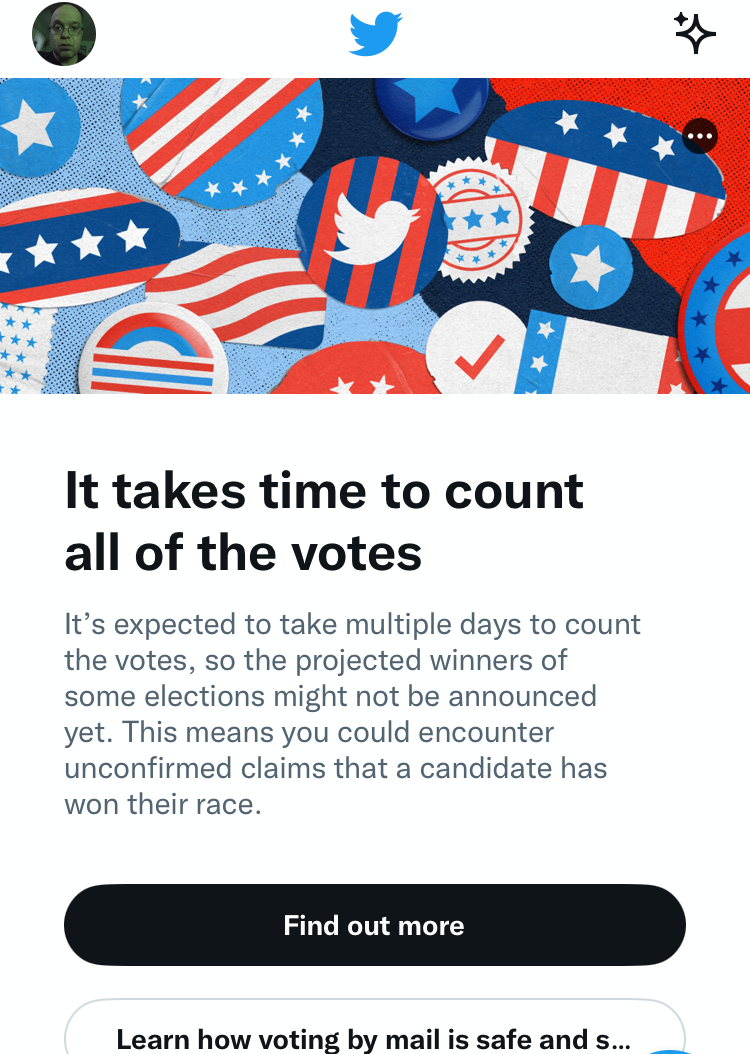 It takes time to count
all of the votes
It’s expected to take multiple days to count
the votes, so the projected winners of
some elections might not be announced
yet. This means you could encounter
unconfirmed claims that a candidate has
won their race.
Find out more
Learn how voting by mail is safe and s...